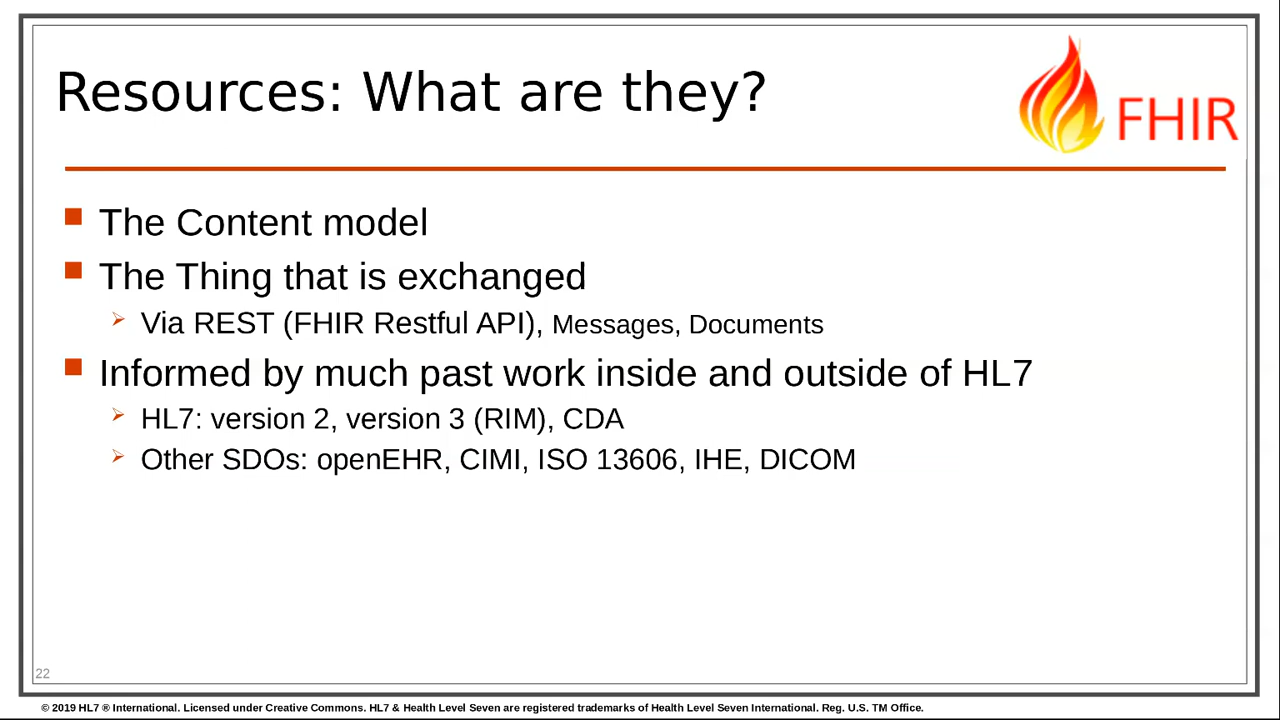 Resources: What are they?
FHIR
The Content model
The Thing that is exchanged
Via REST (FHIR Restful API), Messages, Documents
Informed by much past work inside and outside of HL7
HL7: version 2, version 3 (RIM), CDA
Other SDOs: openEHR, CIMI, ISO 13606, IHE, DICOM
22
© 2019 HL7 ® International. Licensed under Creative Commons. HL7 & Health Level Seven are registered trademarks of Health Level Seven International. Reg. U.S. TM Office.